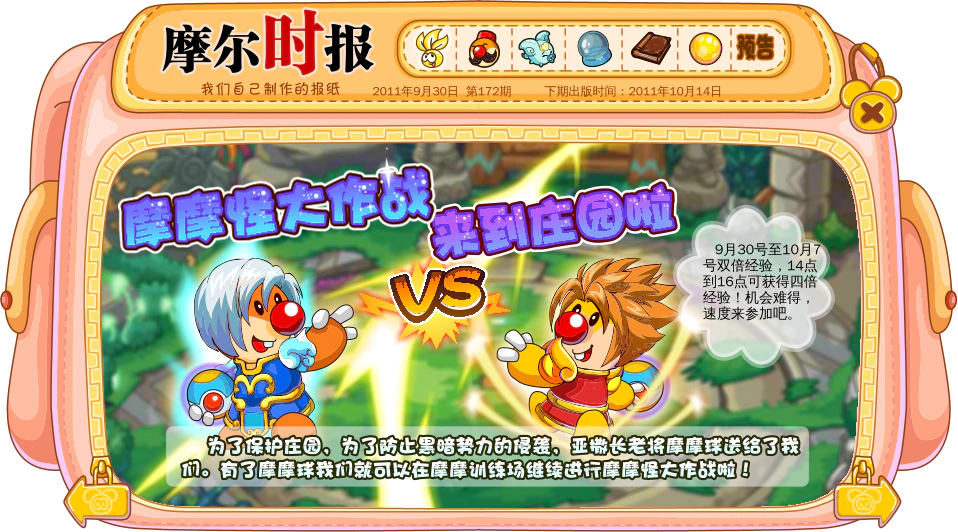 摩尔时报
预告
我们自己制作的报纸 2011年9月30日 第172期 下期出版时间：2011年10月14日
摩摩怪大作战
来到庄园啦
VS
9月30号至10月7
号双倍经验，14点
到16点可获得四倍
经验！机会难得，
速度来参加吧。
为了保护庄园，为了防止黑暗势力的侵袭，亚撒长老将摩摩球送给了我
们。有了摩摩球我们就可以在摩摩训练场继续进行摩摩怪大作战啦！